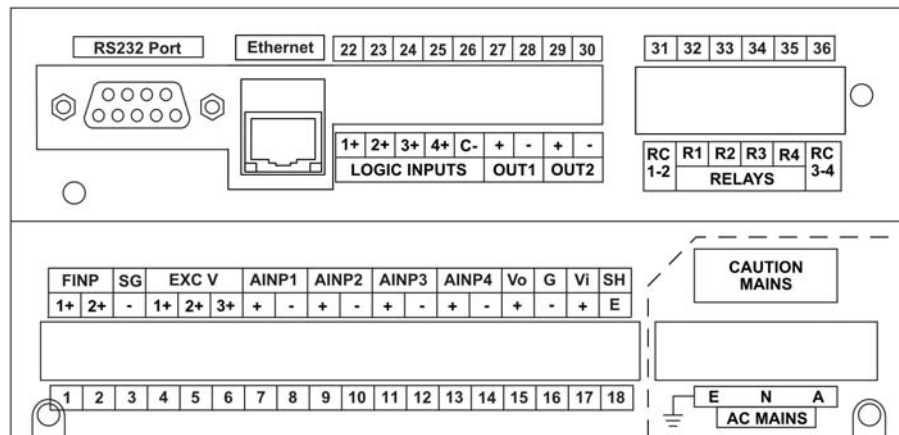 RS232 Port
Ethernet
22 23 24 25 26 27 28 29 30
31 32 33 34 35 36
1+ 2+ 3+ 4+ C- + - + -
LOGIC INPUTS OUT1 OUT2
RC 1-2 R1 R2 R3 R4 RC 3-4
RELAYS
CAUTION
MAINS
FINP SG EXC V AINP1 AINP2 AINP3 AINP4 Vo G Vi SH
1+ 2+ - 1+ 2+ 3+ + - + - + - + - + - + E
1 2 3 4 5 6 7 8 9 10 11 12 13 14 15 16 17 18
E N A
AC MAINS